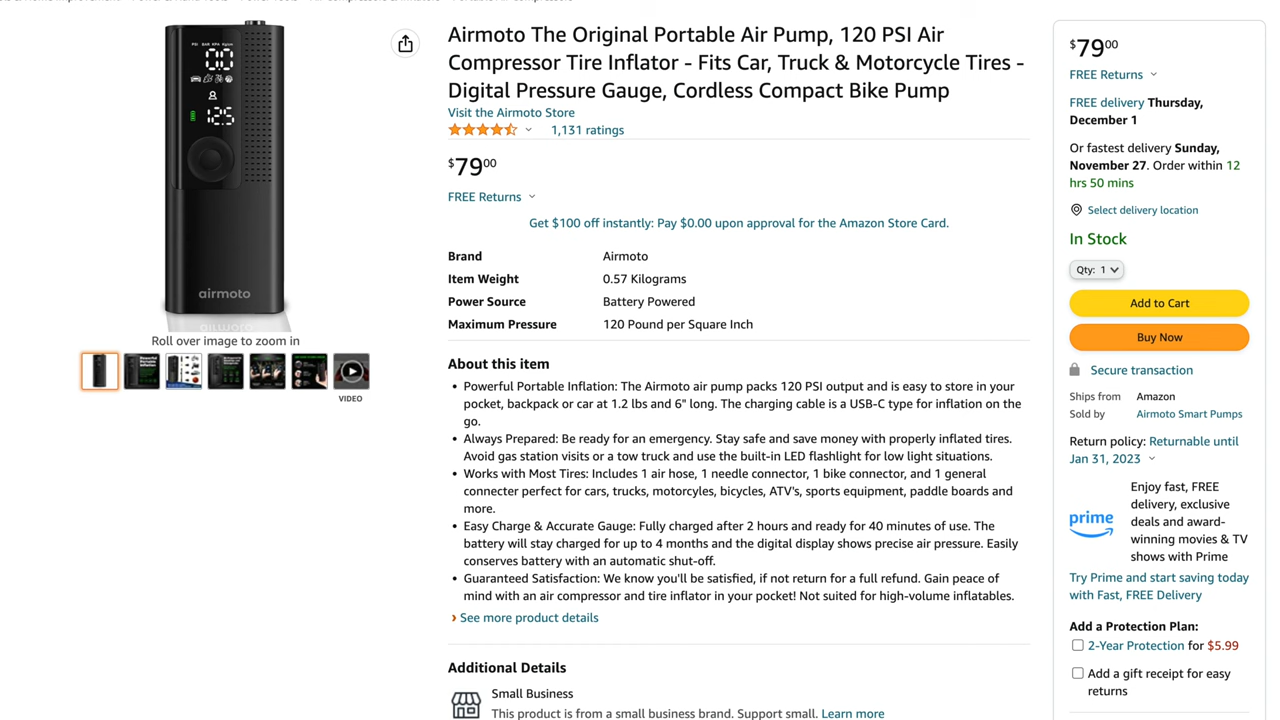 PSI BAR KPA Kg/cm
0.0
12.5
airmoto
Roll over image to zoom in
VIDEO
Airmoto The Original Portable Air Pump, 120 PSI Air
Compressor Tire Inflator - Fits Car, Truck & Motorcycle Tires -
Digital Pressure Gauge, Cordless Compact Bike Pump
Visit the Airmoto Store
1,131 ratings
$79 00
FREE Returns
Get $100 off instantly: Pay $0.00 upon approval for the Amazon Store Card.
Brand Airmoto
Item Weight 0.57 Kilograms
Power Source Battery Powered
Maximum Pressure 120 Pound per Square Inch
About this item
• Powerful Portable Inflation: The Airmoto air pump packs 120 PSI output and is easy to store in your
pocket, backpack or car at 1.2 lbs and 6" long. The charging cable is a USB-C type for inflation on the
go.
• Always Prepared: Be ready for an emergency. Stay safe and save money with properly inflated tires.
Avoid gas station visits or a tow truck and use the built-in LED flashlight for low light situations.
• Works with Most Tires: Includes 1 air hose, 1 needle connector, 1 bike connector, and 1 general
connecter perfect for cars, trucks, motorcyles, bicycles, ATV's, sports equipment, paddle boards and
more.
• Easy Charge & Accurate Gauge: Fully charged after 2 hours and ready for 40 minutes of use. The
battery will stay charged for up to 4 months and the digital display shows precise air pressure. Easily
conserves battery with an automatic shut-off.
• Guaranteed Satisfaction: We know you'll be satisfied, if not return for a full refund. Gain peace of
mind with an air compressor and tire inflator in your pocket! Not suited for high-volume inflatables.
› See more product details
Additional Details
Small Business
This product is from a small business brand. Support small. Learn more
$79 00
FREE Returns
FREE delivery Thursday,
December 1
Or fastest delivery Sunday,
November 27. Order within 12
hrs 50 mins
Select delivery location
In Stock
Qty: 1
Add to Cart
Buy Now
Secure transaction
Ships from Amazon
Sold by Airmoto Smart Pumps
Return policy: Returnable until
Jan 31, 2023
prime
Enjoy fast, FREE
delivery, exclusive
deals and award-
winning movies & TV
shows with Prime
Try Prime and start saving today
with Fast, FREE Delivery
Add a Protection Plan:
2-Year Protection for $5.99
Add a gift receipt for easy
returns